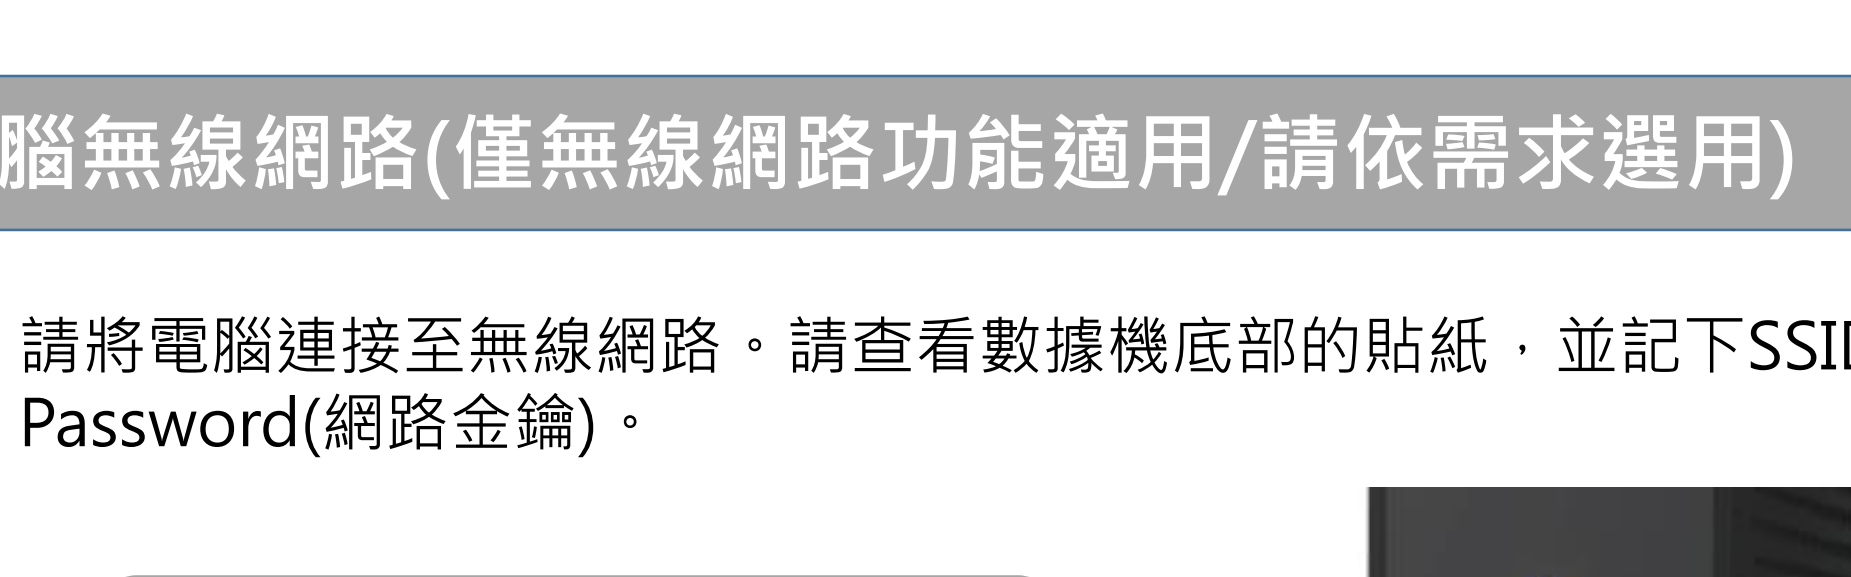 腦無線網路(僅無線網路功能適用/請依需求選用)
請將電腦連接至無線網路。請查看數據機底部的貼紙，並記下SSID
Password(網路金鑰)。